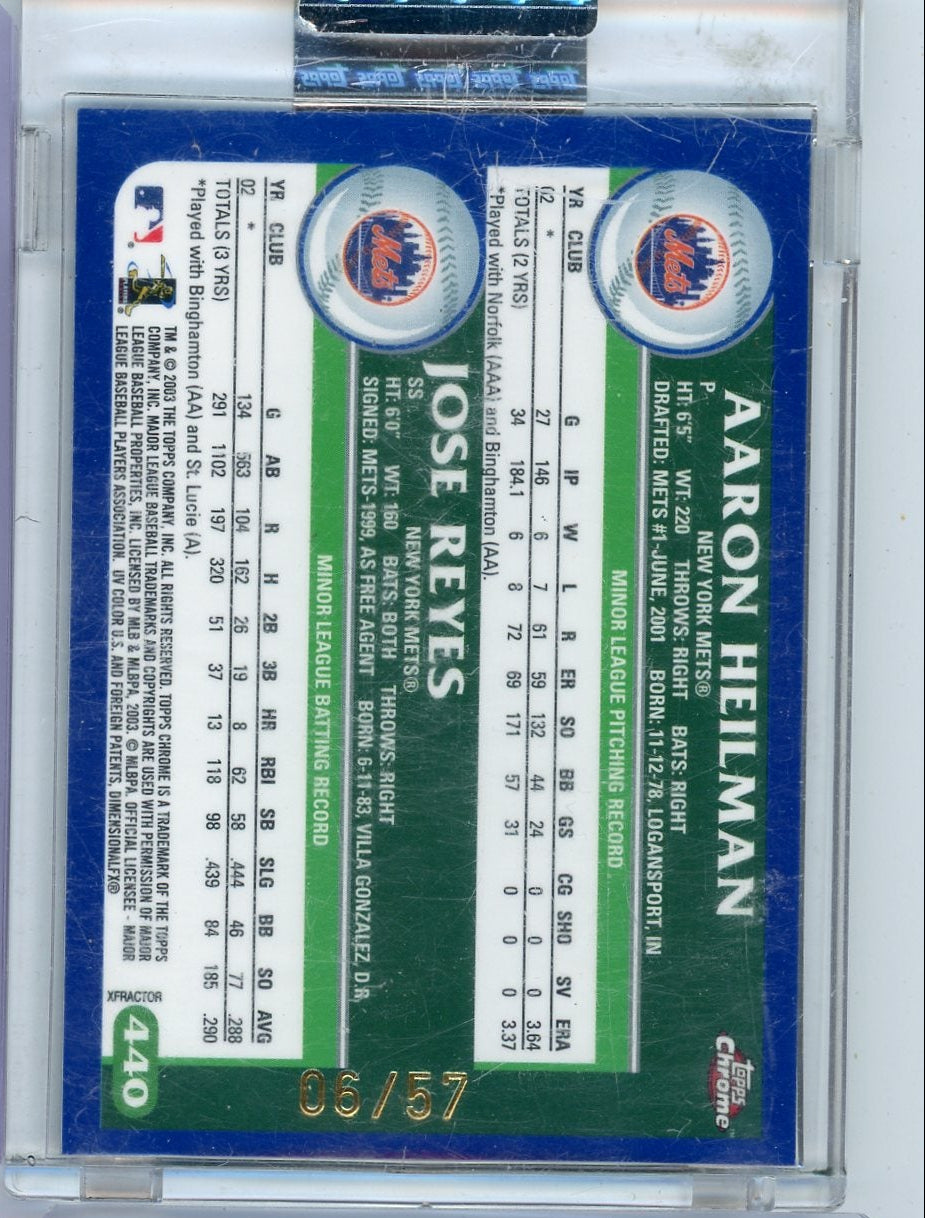 topps topps topps topps topps
AARON HEILMAN
topps
chrome™
P NEW YORK METS®
HT: 6'5" WT: 220 THROWS: RIGHT BATS: RIGHT
DRAFTED: METS #1-JUNE, 2001 BORN: 11-12-78, LOGANSPORT, IN
Mets
MINOR LEAGUE PITCHING RECORD
YR CLUB G IP W L R ER SO BB GS CG SHO SV ERA
02 * 27 146 6 7 61 59 132 44 24 0 0 0 3.64
TOTALS (2 YRS) 34 184.1 6 8 72 69 171 57 31 0 0 0 3.37
*Played with Norfolk (AAA) and Binghamton (AA).
JOSE REYES
SS NEW YORK METS®
HT: 6'0" WT: 160 BATS: BOTH THROWS: RIGHT
SIGNED: METS-1999, AS FREE AGENT BORN: 6-11-83, VILLA GONZALEZ, D.R.
Mets
MINOR LEAGUE BATTING RECORD
YR CLUB G AB R H 2B 3B HR RBI SB SLG BB SO AVG
02 * 134 563 104 162 26 19 8 62 58 .444 46 77 .288
TOTALS (3 YRS) 291 1102 197 320 51 37 13 118 98 .439 84 185 .290
*Played with Binghamton (AA) and St. Lucie (A).
06/57
TM & © 2003 THE TOPPS COMPANY, INC. ALL RIGHTS RESERVED. TOPPS CHROME IS A TRADEMARK OF THE TOPPS
COMPANY, INC. MAJOR LEAGUE BASEBALL TRADEMARKS AND COPYRIGHTS ARE USED WITH PERMISSION OF MAJOR
LEAGUE BASEBALL PROPERTIES, INC. LICENSED BY MLB & MLBPA, 2003. © MLBPA. OFFICIAL LICENSEE - MAJOR
LEAGUE BASEBALL PLAYERS ASSOCIATION. UV COLOR U.S. AND FOREIGN PATENTS, DIMENSIONALFX®
XFRACTOR
440